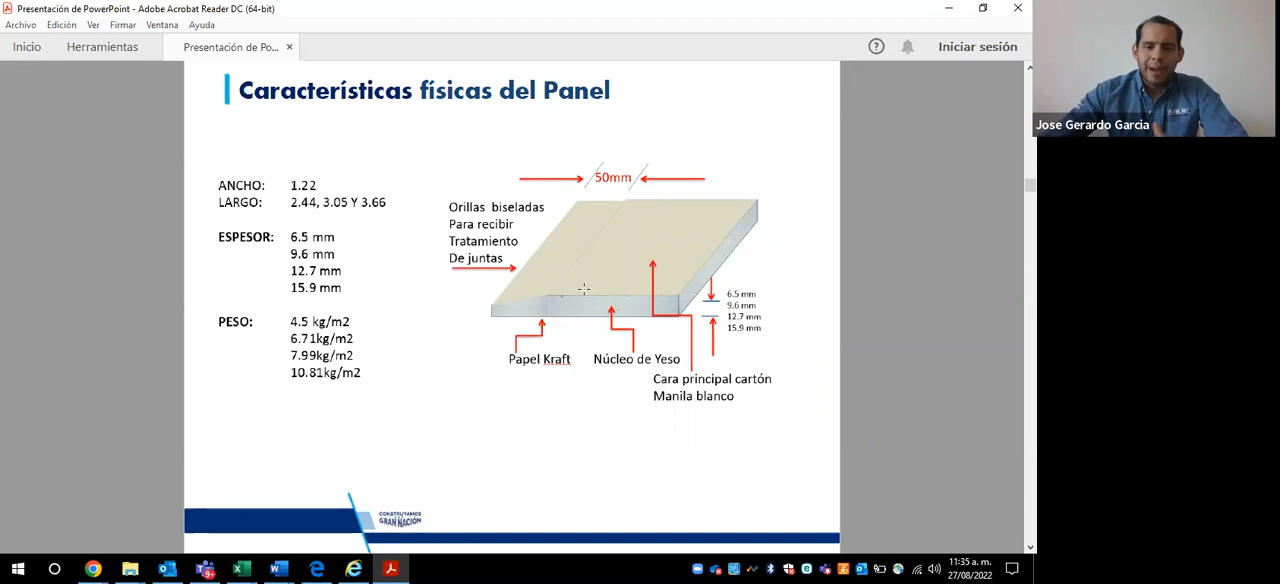 Presentación de PowerPoint - Adobe Acrobat Reader DC (64-bit)
Archivo Edición Ver Firmar Ventana Ayuda
Inicio Herramientas Presentación de Po... × ? Iniciar sesión
Jose Gerardo Garcia
Características físicas del Panel
ANCHO: 1.22
LARGO: 2.44, 3.05 Y 3.66
ESPESOR: 6.5 mm
9.6 mm
12.7 mm
15.9 mm
PESO: 4.5 kg/m2
6.71kg/m2
7.99kg/m2
10.81kg/m2
50mm
Orillas biseladas
Para recibir
Tratamiento
De juntas
6.5 mm
9.6 mm
12.7 mm
15.9 mm
Papel Kraft
Núcleo de Yeso
Cara principal cartón
Manila blanco
CONSTRUYAMOS
GRAN NACIÓN
11:35 a. m.
27/08/2022